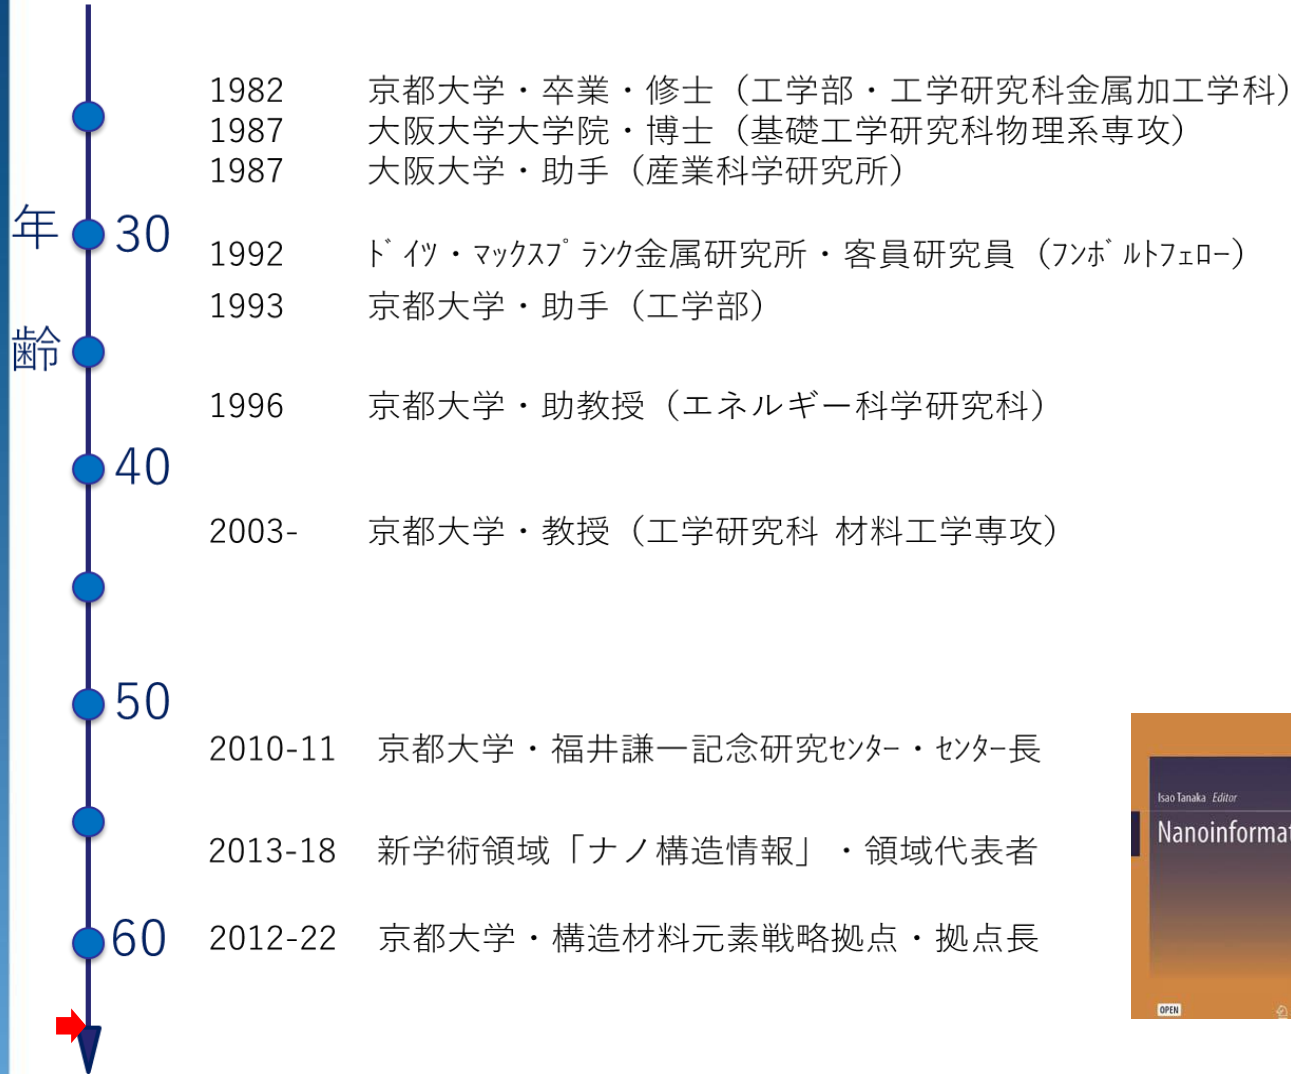 1982 京都大学・卒業・修士（工学部・工学研究科金属加工学科）
1987 大阪大学大学院・博士（基礎工学研究科物理系専攻）
1987 大阪大学・助手（産業科学研究所）
年 30
1992 ﾄﾞｲﾂ・ﾏｯｸｽﾌﾟﾗﾝｸ金属研究所・客員研究員（ﾌﾝﾎﾞﾙﾄﾌｪﾛｰ）
1993 京都大学・助手（工学部）
齢
1996 京都大学・助教授（エネルギー科学研究科）
40
2003- 京都大学・教授（工学研究科 材料工学専攻）
50
2010-11 京都大学・福井謙一記念研究ｾﾝﾀｰ・ｾﾝﾀｰ長
2013-18 新学術領域「ナノ構造情報」・領域代表者
60 2012-22 京都大学・構造材料元素戦略拠点・拠点長
Isao Tanaka Editor
Nanoinformat
OPEN